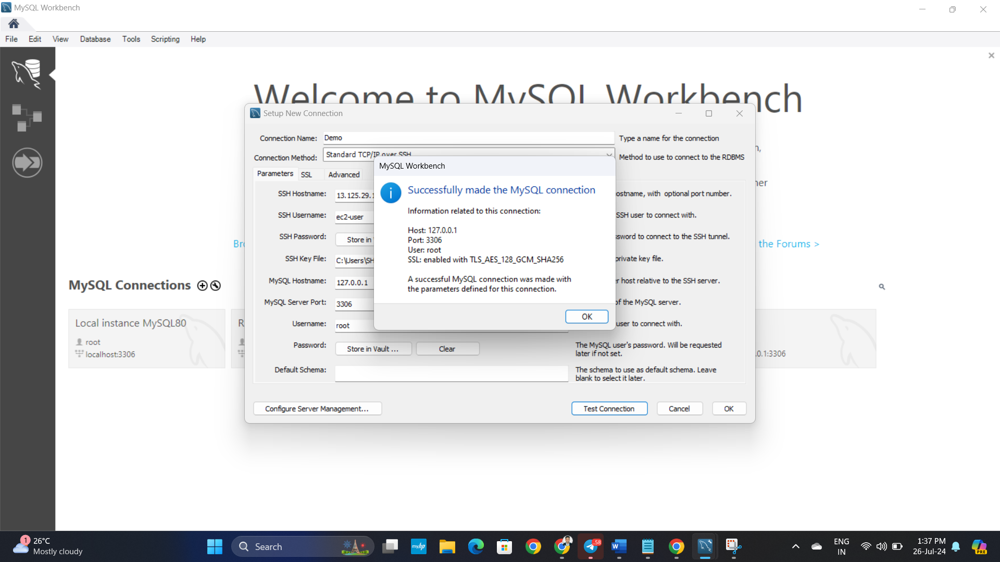 MySQL Workbench
File Edit View Database Tools Scripting Help
Welcome to MySQL Workbench
Setup New Connection
Connection Name: Demo Type a name for the connection
Connection Method: Standard TCP/IP over SSH Method to use to connect to the RDBMS
Parameters SSL Advanced
MySQL Workbench
Successfully made the MySQL connection
Information related to this connection:
Host: 127.0.0.1
Port: 3306
User: root
SSL: enabled with TLS_AES_128_GCM_SHA256
A successful MySQL connection was made with
the parameters defined for this connection.
OK
SSH Hostname: 13.125.29. with optional port number.
SSH Username: ec2-user SSH user to connect with.
SSH Password: Store in to connect to the SSH tunnel.
SSH Key File: C:\Users\SH private key file.
MySQL Hostname: 127.0.0.1 host relative to the SSH server.
MySQL Server Port: 3306 of the MySQL server.
Username: root user to connect with.
Password: Store in Vault ... Clear The MySQL user's password. Will be requested
later if not set.
Default Schema: The schema to use as default schema. Leave
blank to select it later.
Configure Server Management... Test Connection Cancel OK
the Forums >
MySQL Connections
Local instance MySQL80
root
localhost:3306
.0.1:3306
1
26°C
Mostly cloudy
Search
myhp
58
W
ENG
IN
1:37 PM
26-Jul-24
PRE